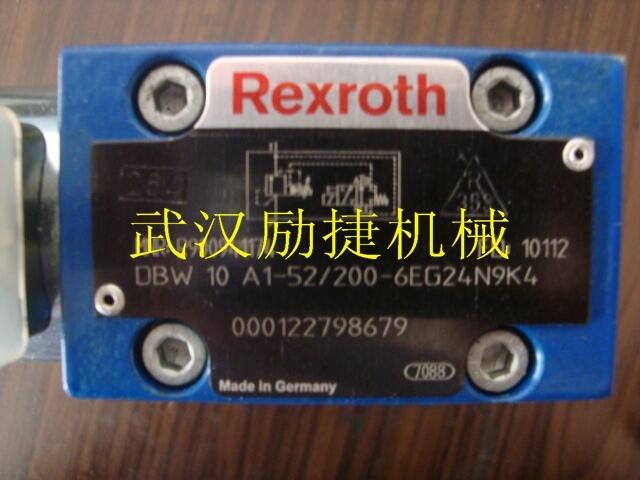 Rexroth
武汉励捷机械
10112
DBW 10 A1-52/200-6EG24N9K4
000122798679
Made in Germany
7088